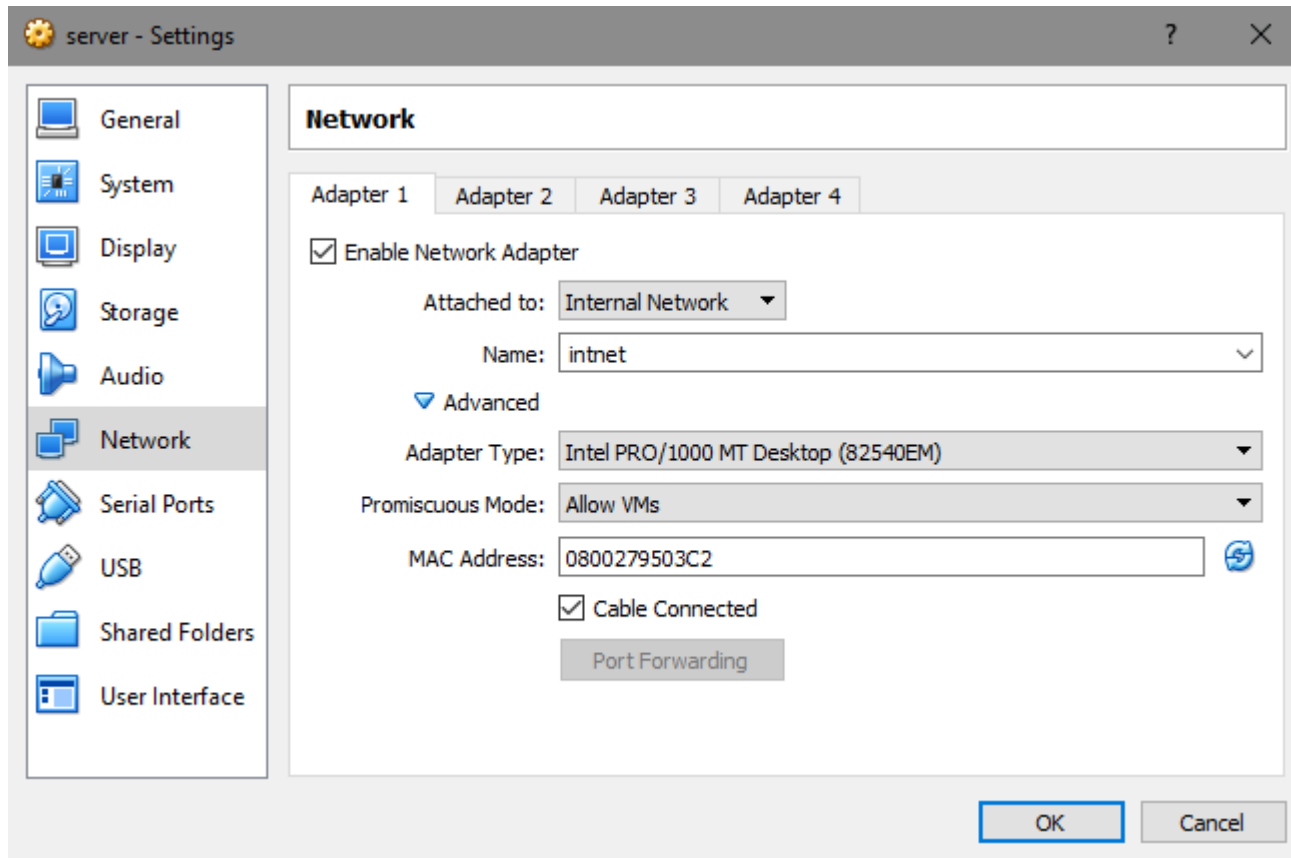 server - Settings ? ×
General
System
Display
Storage
Audio
Network
Serial Ports
USB
Shared Folders
User Interface
Network
Adapter 1 Adapter 2 Adapter 3 Adapter 4
Enable Network Adapter
Attached to: Internal Network
Name: intnet
Advanced
Adapter Type: Intel PRO/1000 MT Desktop (82540EM)
Promiscuous Mode: Allow VMs
MAC Address: 0800279503C2
Cable Connected
Port Forwarding
OK Cancel